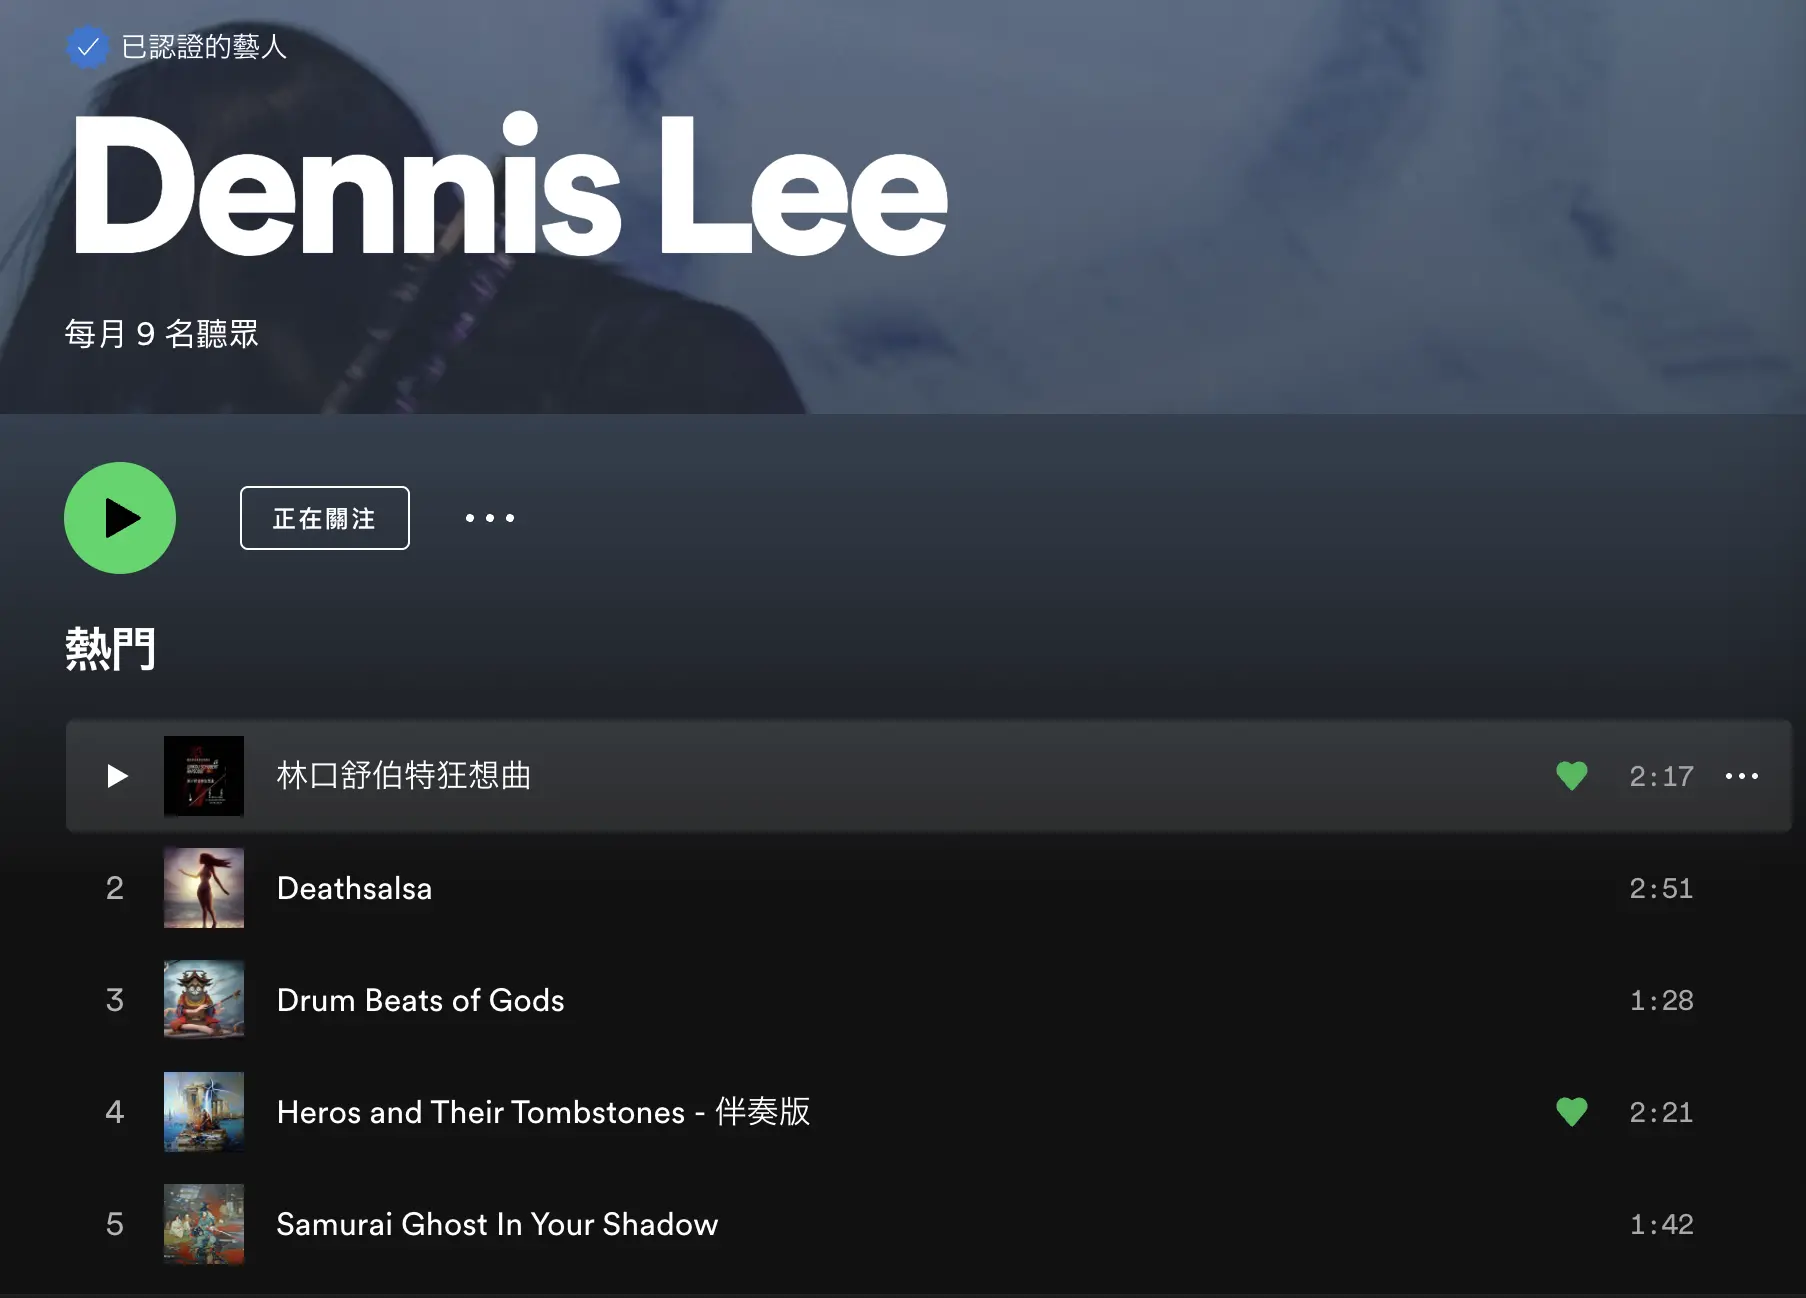 已認證的藝人
Dennis Lee
每月 9 名聽眾
正在關注
熱門
林口舒伯特狂想曲 2:17
2 Deathsalsa 2:51
3 Drum Beats of Gods 1:28
4 Heros and Their Tombstones - 伴奏版 2:21
5 Samurai Ghost In Your Shadow 1:42